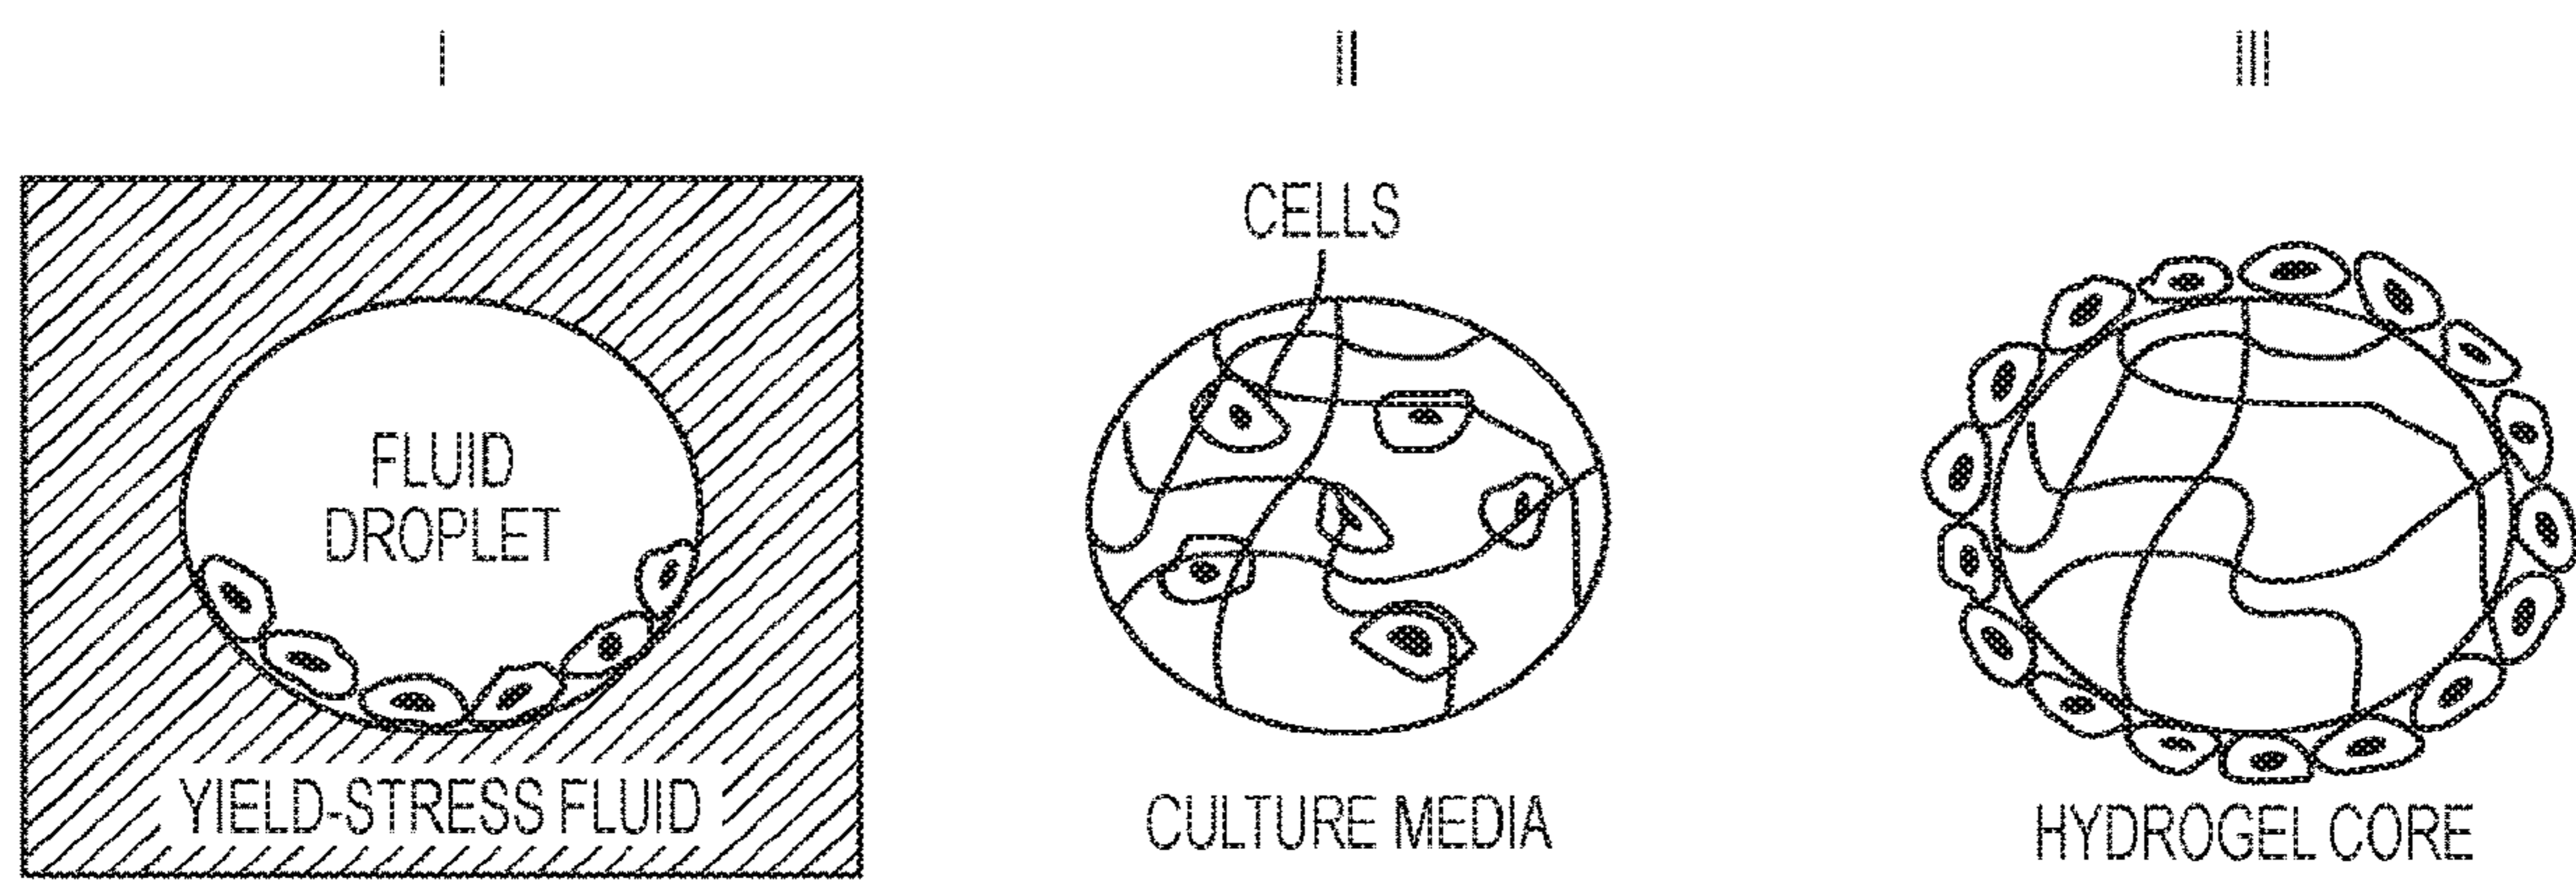 I
II
III
CELLS
FLUID
DROPLET
YIELD-STRESS FLUID
CULTURE MEDIA
HYDROGEL CORE